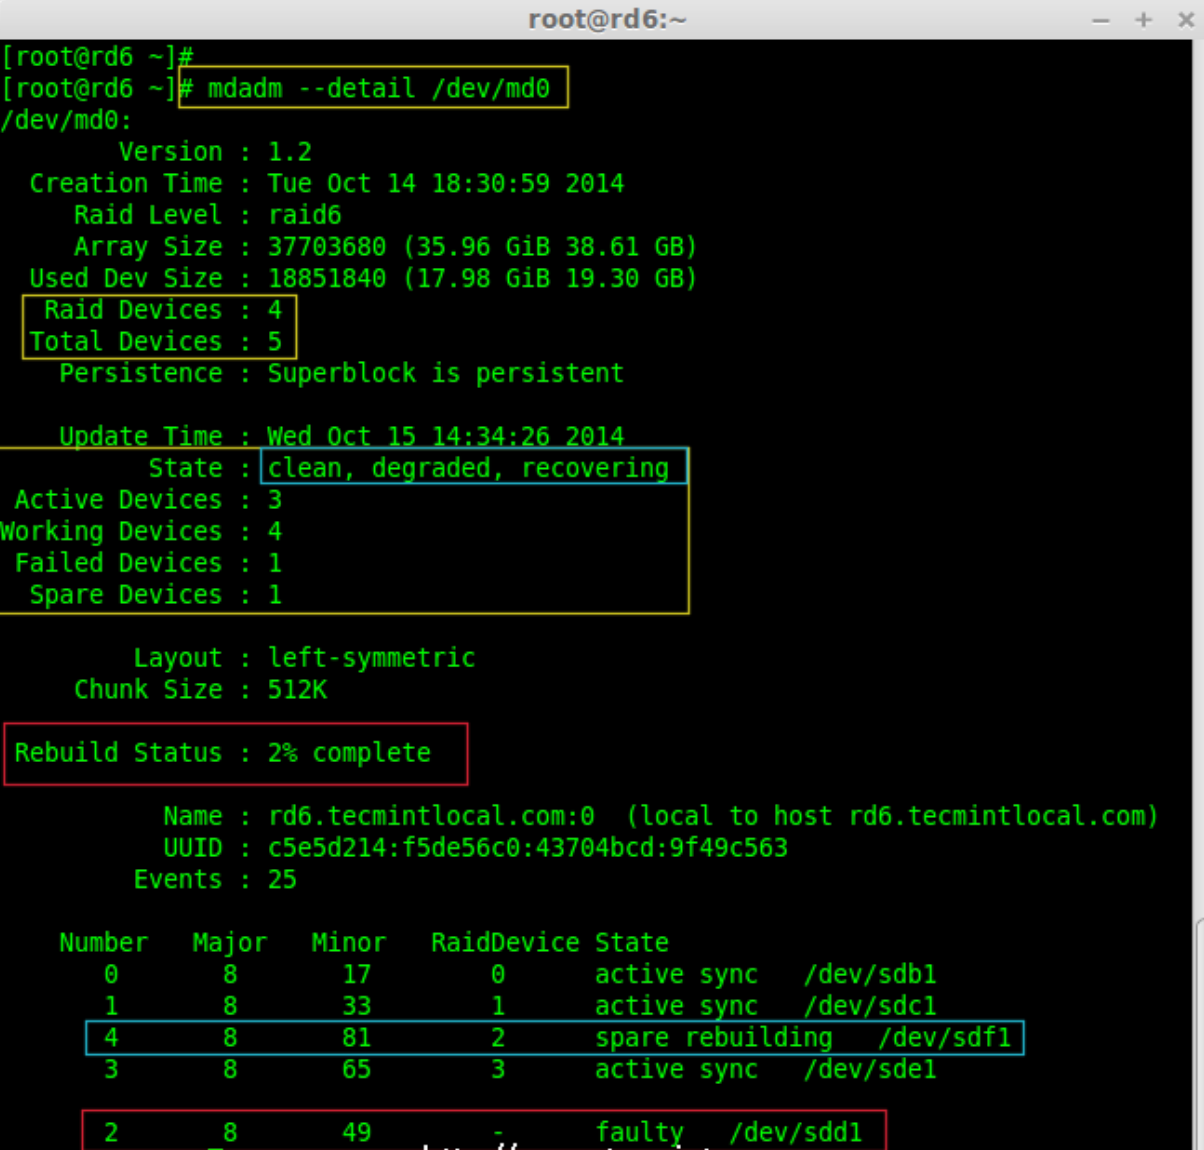 root@rd6:~
[root@rd6 ~]#
[root@rd6 ~]# mdadm --detail /dev/md0
/dev/md0:
Version : 1.2
Creation Time : Tue Oct 14 18:30:59 2014
Raid Level : raid6
Array Size : 37703680 (35.96 GiB 38.61 GB)
Used Dev Size : 18851840 (17.98 GiB 19.30 GB)
Raid Devices : 4
Total Devices : 5
Persistence : Superblock is persistent
Update Time : Wed Oct 15 14:34:26 2014
State : clean, degraded, recovering
Active Devices : 3
Working Devices : 4
Failed Devices : 1
Spare Devices : 1
Layout : left-symmetric
Chunk Size : 512K
Rebuild Status : 2% complete
Name : rd6.tecmintlocal.com:0  (local to host rd6.tecmintlocal.com)
UUID : c5e5d214:f5de56c0:43704bcd:9f49c563
Events : 25
Number   Major   Minor   RaidDevice State
0       8       17        0      active sync   /dev/sdb1
1       8       33        1      active sync   /dev/sdc1
4       8       81        2      spare rebuilding   /dev/sdf1
3       8       65        3      active sync   /dev/sde1
2       8       49        -      faulty   /dev/sdd1